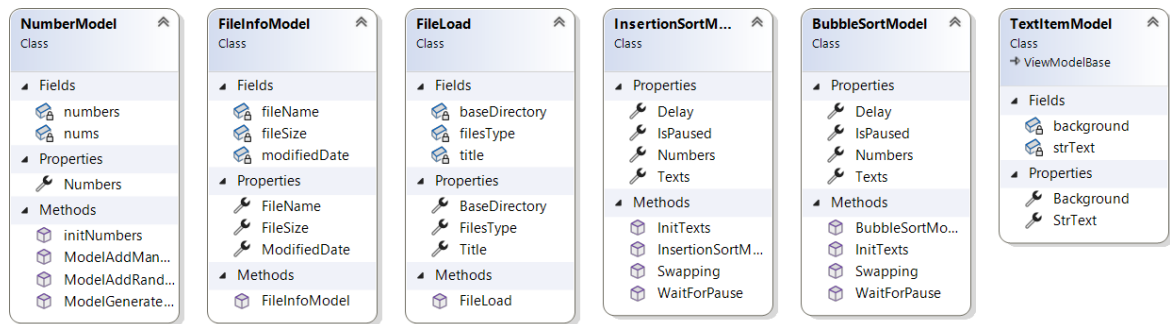 NumberModel
Class
Fields
numbers
nums
Properties
Numbers
Methods
initNumbers
ModelAddMan...
ModelAddRand...
ModelGenerate...
FileInfoModel
Class
Fields
fileName
fileSize
modifiedDate
Properties
FileName
FileSize
ModifiedDate
Methods
FileInfoModel
FileLoad
Class
Fields
baseDirectory
filesType
title
Properties
BaseDirectory
FilesType
Title
Methods
FileLoad
InsertionSortM...
Class
Properties
Delay
IsPaused
Numbers
Texts
Methods
InitTexts
InsertionSortM...
Swapping
WaitForPause
BubbleSortModel
Class
Properties
Delay
IsPaused
Numbers
Texts
Methods
BubbleSortMo...
InitTexts
Swapping
WaitForPause
TextItemModel
Class
ViewModelBase
Fields
background
strText
Properties
Background
StrText